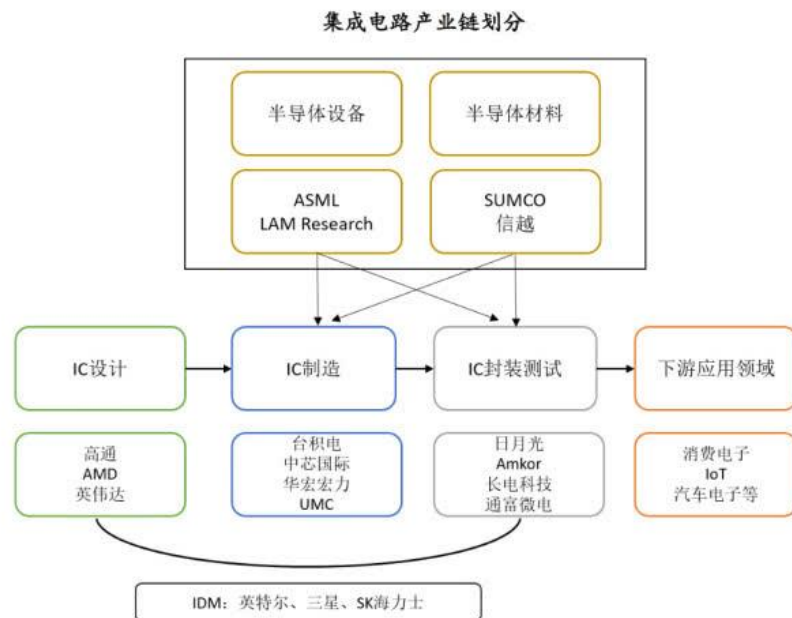 集成电路产业链划分
半导体设备
半导体材料
ASML
LAM Research
SUMCO
信越
IC设计
IC制造
IC封装测试
下游应用领域
高通
AMD
英伟达
台积电
中芯国际
华宏宏力
UMC
日月光
Amkor
长电科技
通富微电
消费电子
IoT
汽车电子等
IDM：英特尔、三星、SK海力士